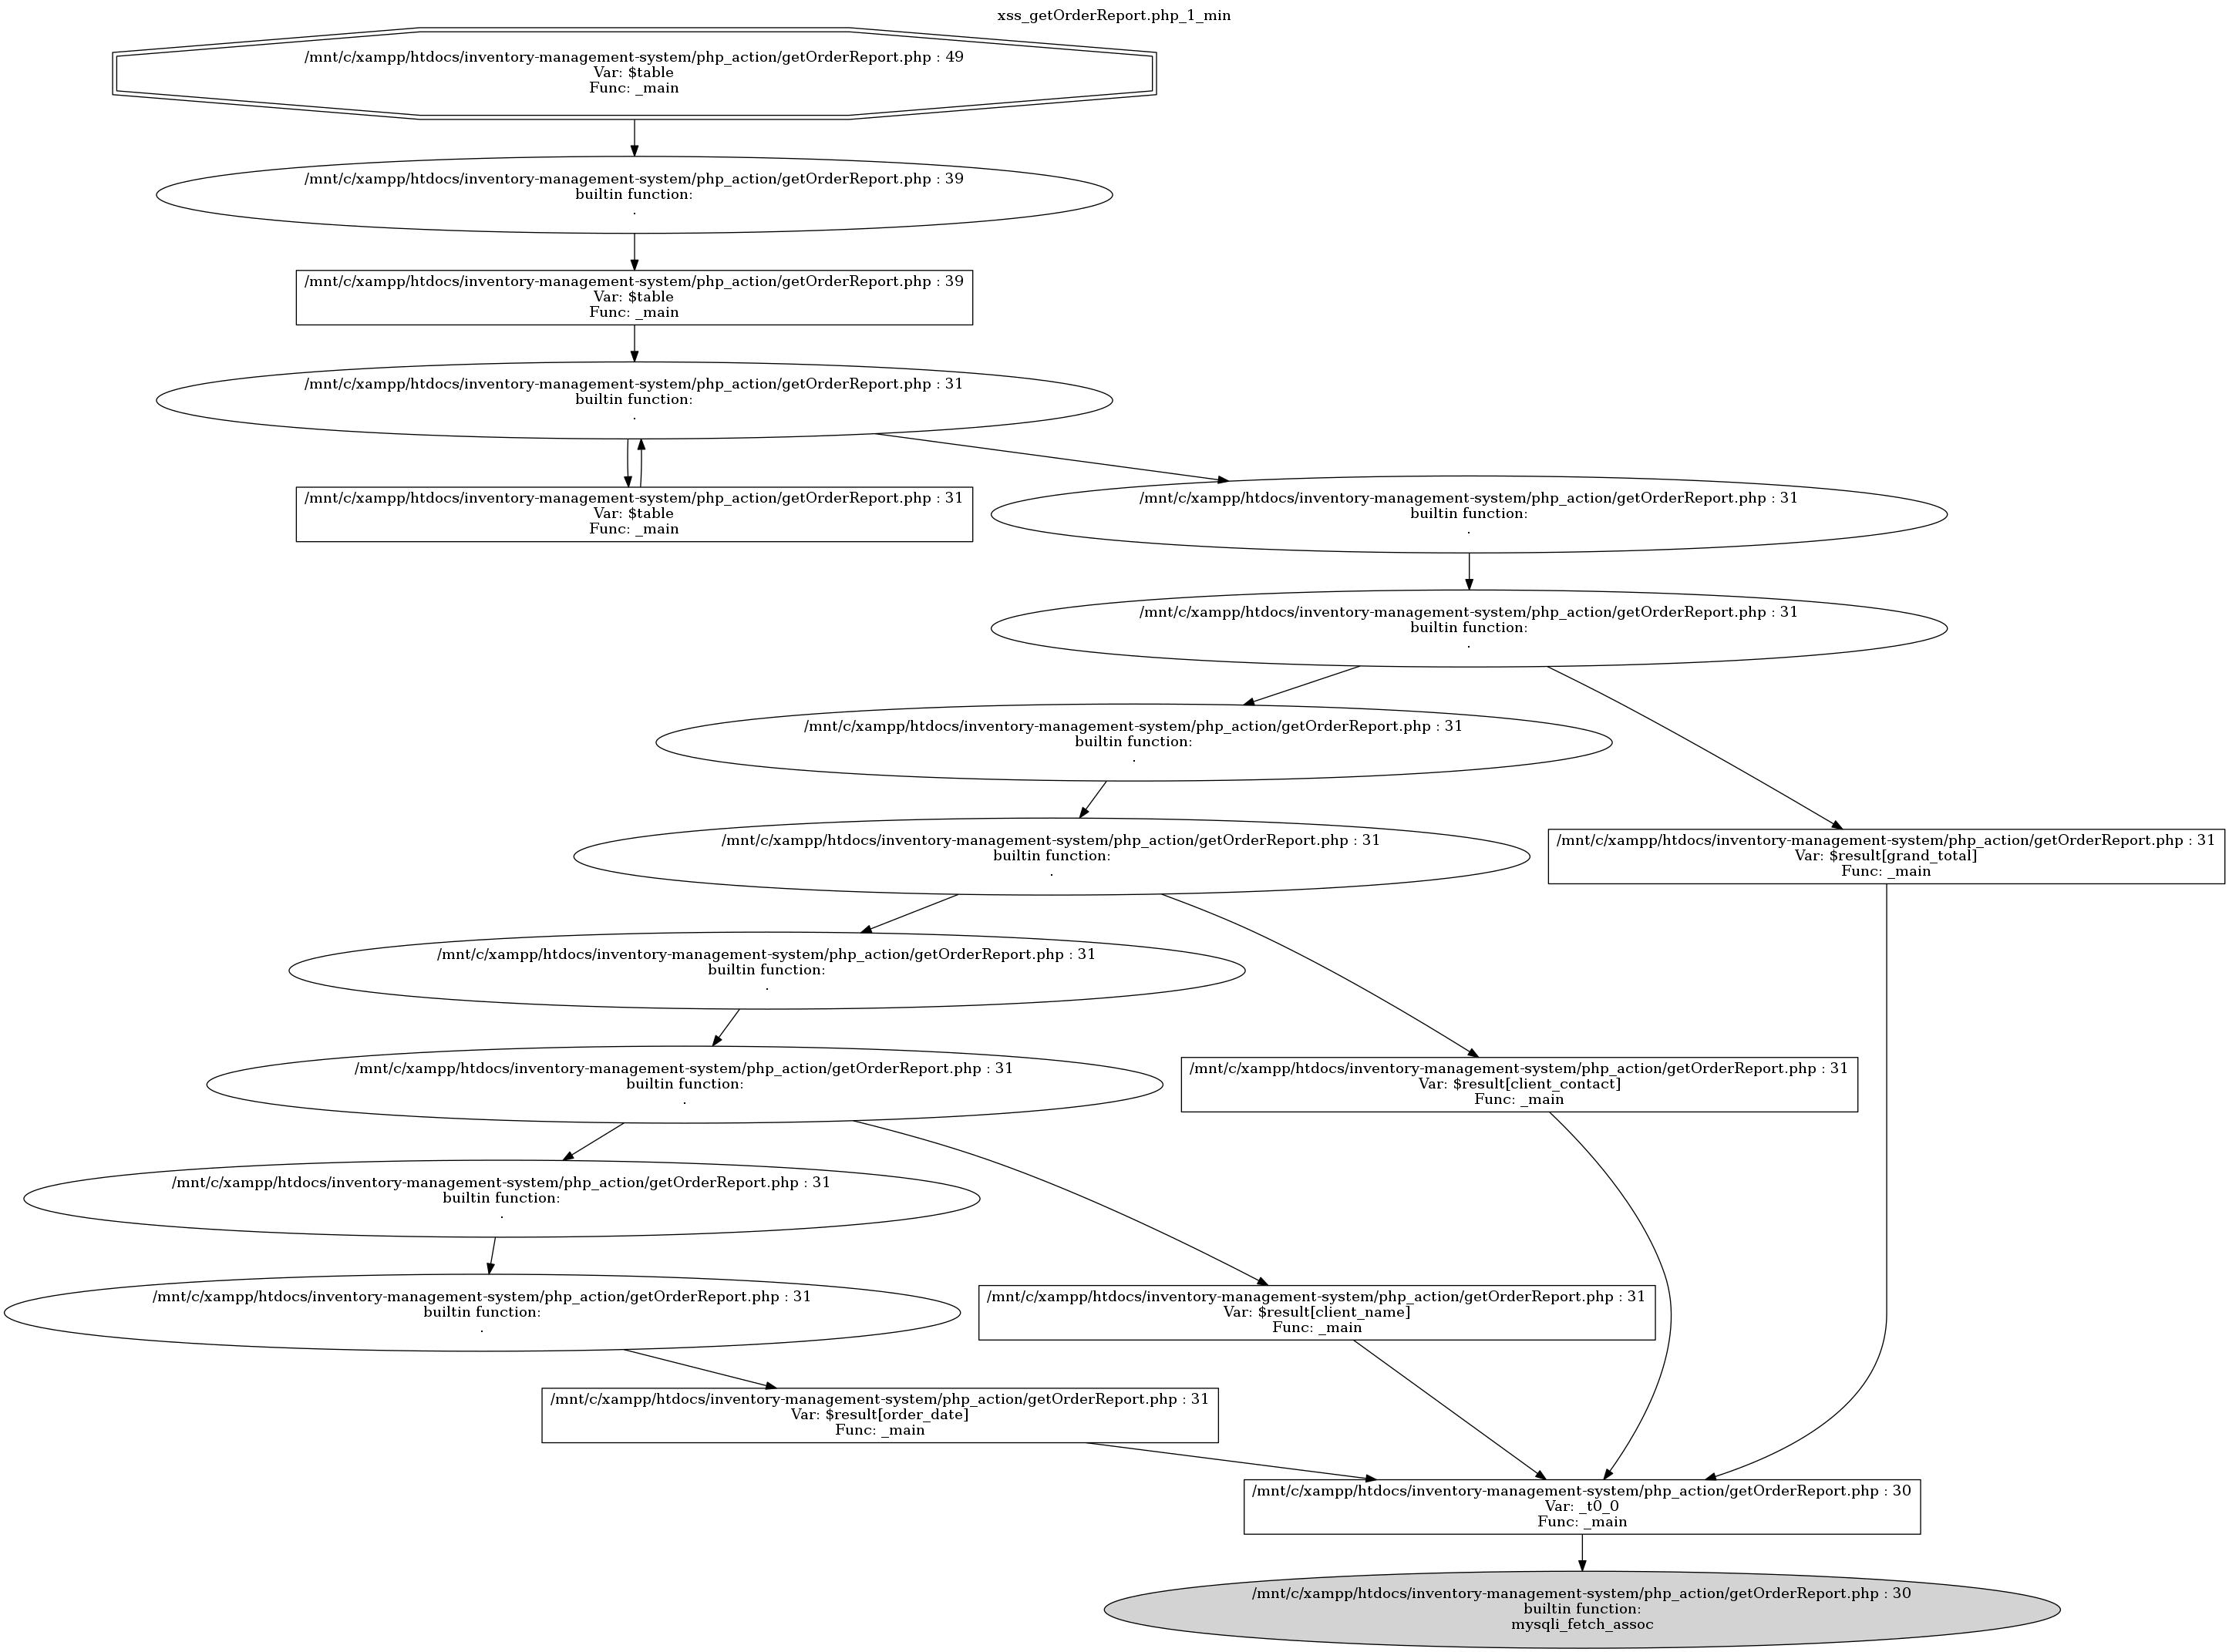 xss_getOrderReport.php_1_min
/mnt/c/xampp/htdocs/inventory-management-system/php_action/getOrderReport.php : 49
Var: $table
Func: _main
/mnt/c/xampp/htdocs/inventory-management-system/php_action/getOrderReport.php : 39
builtin function:
.
/mnt/c/xampp/htdocs/inventory-management-system/php_action/getOrderReport.php : 39
Var: $table
Func: _main
/mnt/c/xampp/htdocs/inventory-management-system/php_action/getOrderReport.php : 31
builtin function:
.
/mnt/c/xampp/htdocs/inventory-management-system/php_action/getOrderReport.php : 31
Var: $table
Func: _main
/mnt/c/xampp/htdocs/inventory-management-system/php_action/getOrderReport.php : 31
builtin function:
.
/mnt/c/xampp/htdocs/inventory-management-system/php_action/getOrderReport.php : 31
builtin function:
.
/mnt/c/xampp/htdocs/inventory-management-system/php_action/getOrderReport.php : 31
builtin function:
.
/mnt/c/xampp/htdocs/inventory-management-system/php_action/getOrderReport.php : 31
builtin function:
.
/mnt/c/xampp/htdocs/inventory-management-system/php_action/getOrderReport.php : 31
Var: $result[grand_total]
Func: _main
/mnt/c/xampp/htdocs/inventory-management-system/php_action/getOrderReport.php : 31
builtin function:
.
/mnt/c/xampp/htdocs/inventory-management-system/php_action/getOrderReport.php : 31
builtin function:
.
/mnt/c/xampp/htdocs/inventory-management-system/php_action/getOrderReport.php : 31
Var: $result[client_contact]
Func: _main
/mnt/c/xampp/htdocs/inventory-management-system/php_action/getOrderReport.php : 31
builtin function:
.
/mnt/c/xampp/htdocs/inventory-management-system/php_action/getOrderReport.php : 31
builtin function:
.
/mnt/c/xampp/htdocs/inventory-management-system/php_action/getOrderReport.php : 31
Var: $result[client_name]
Func: _main
/mnt/c/xampp/htdocs/inventory-management-system/php_action/getOrderReport.php : 31
Var: $result[order_date]
Func: _main
/mnt/c/xampp/htdocs/inventory-management-system/php_action/getOrderReport.php : 30
Var: _t0_0
Func: _main
/mnt/c/xampp/htdocs/inventory-management-system/php_action/getOrderReport.php : 30
builtin function:
mysqli_fetch_assoc